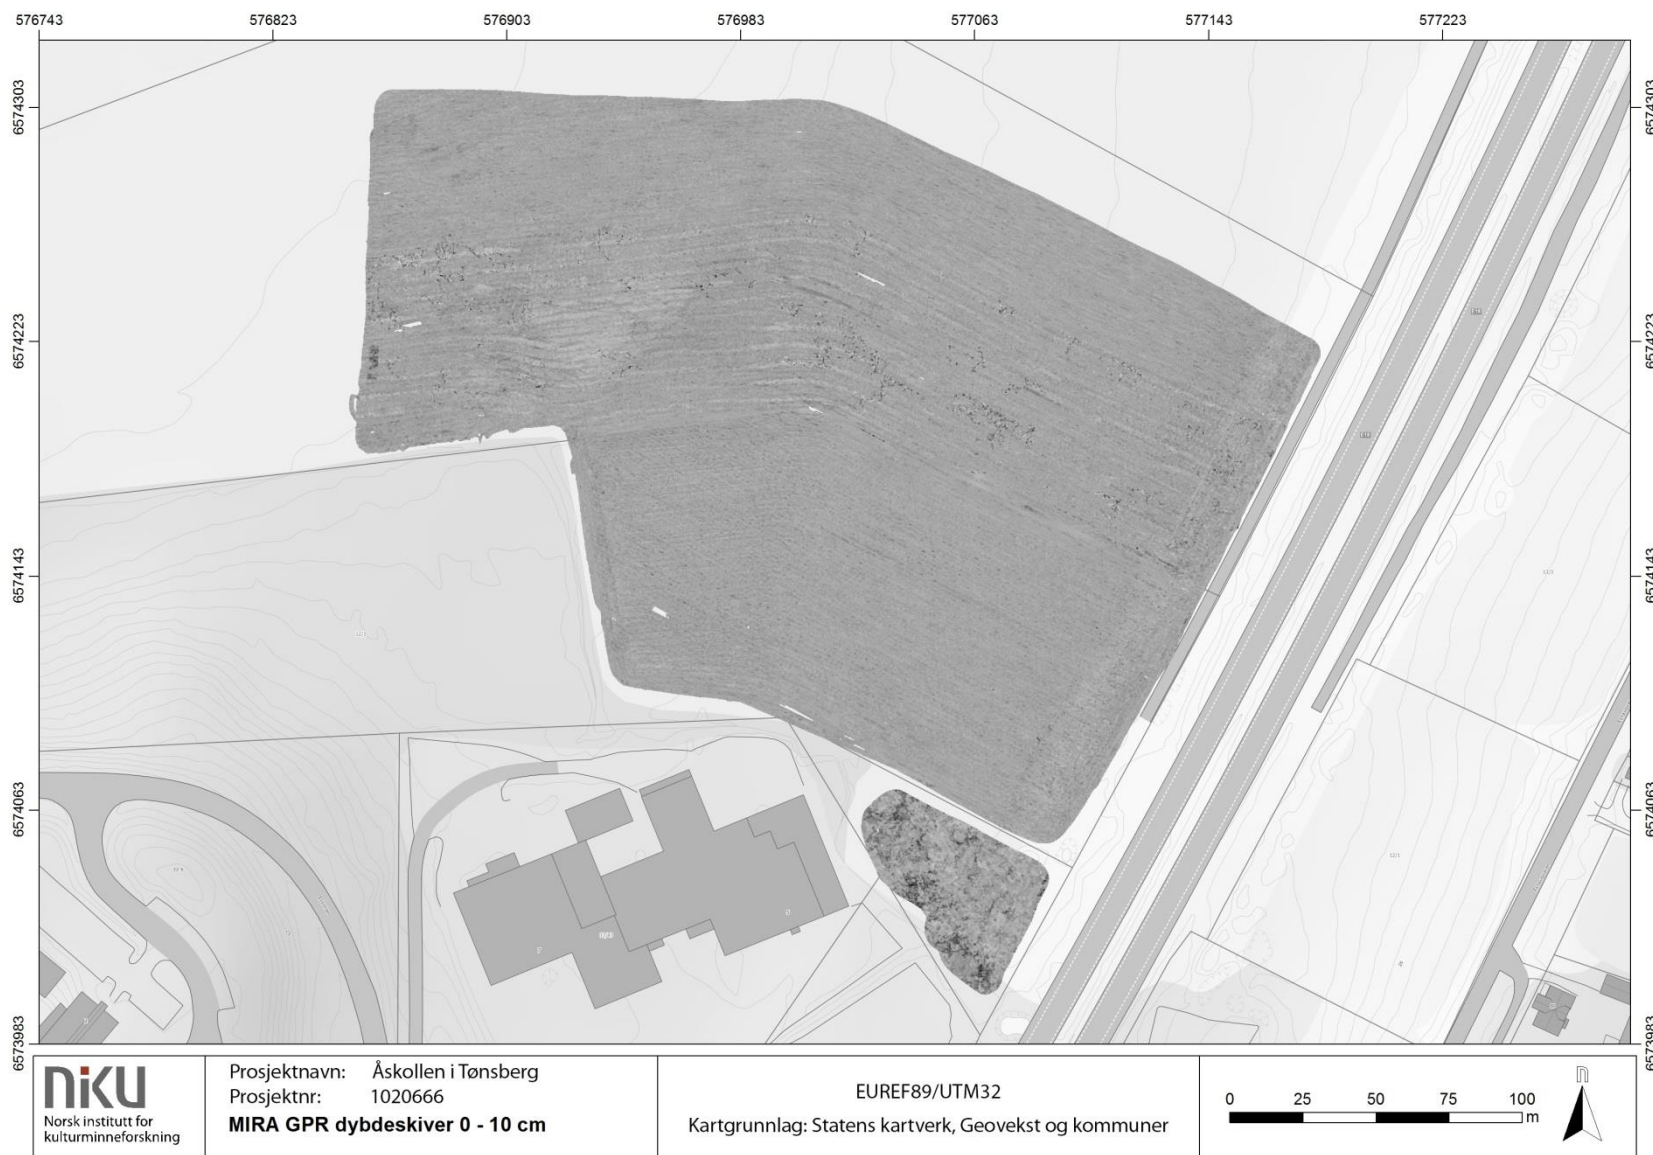 576743 576823 576903 576983 577063 577143 577223
6574303 6574303
6574223 6574223
6574143 6574143
6574063 6574063
6573983 6573983
E18
E18
niku
Norsk institutt for
kulturminneforskning
Prosjektnavn: Åskollen i Tønsberg
Prosjektnr: 1020666
MIRA GPR dybdeskiver 0 - 10 cm
EUREF89/UTM32
Kartgrunnlag: Statens kartverk, Geovekst og kommuner
0 25 50 75 100
m
n